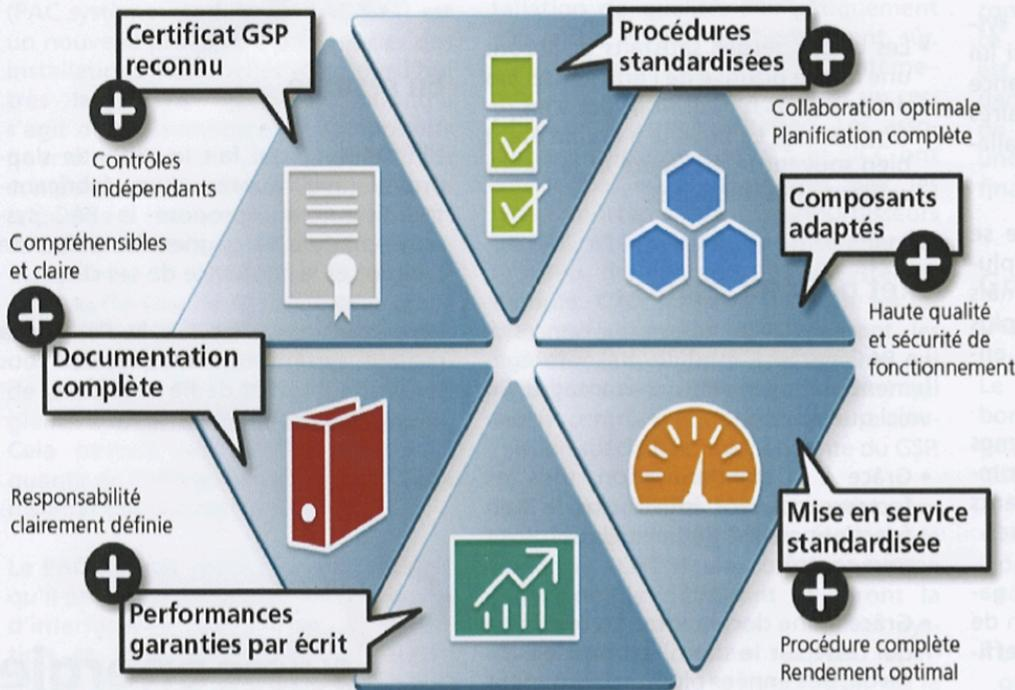 Certificat GSP
reconnu
Contrôles
indépendants
Procédures
standardisées
Collaboration optimale
Planification complète
Composants
adaptés
Haute qualité
et sécurité de
fonctionnement
Compréhensibles
et claire
Documentation
complète
Responsabilité
clairement définie
Performances
garanties par écrit
Mise en service
standardisée
Procédure complète
Rendement optimal